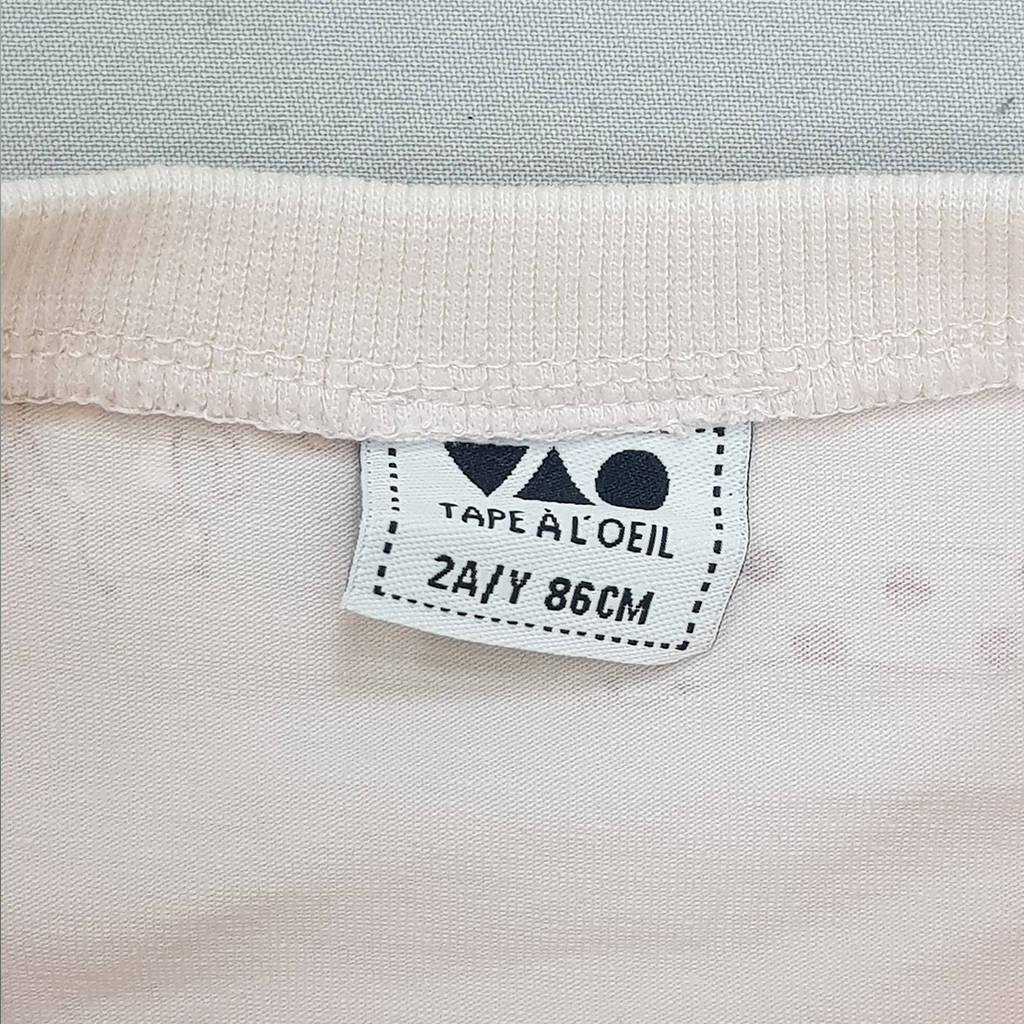 TAPE À L'OEIL
2A/Y 86CM